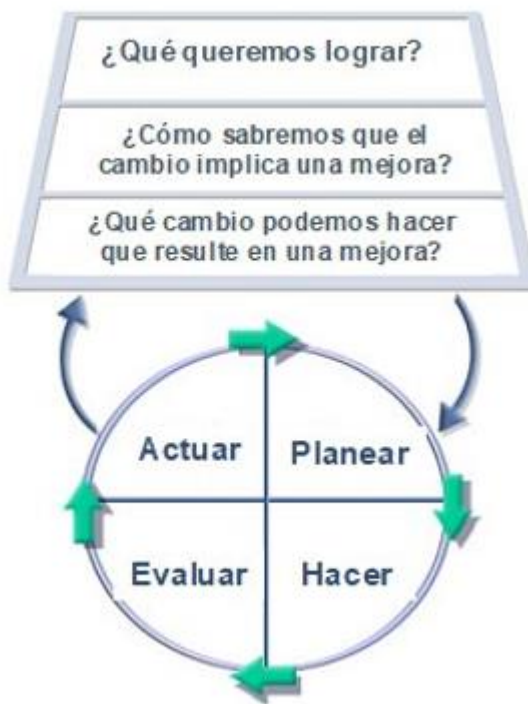 ¿Qué queremos lograr?
¿Cómo sabremos que el
cambio implica una mejora?
¿Qué cambio podemos hacer
que resulte en una mejora?
Actuar
Planear
Evaluar
Hacer